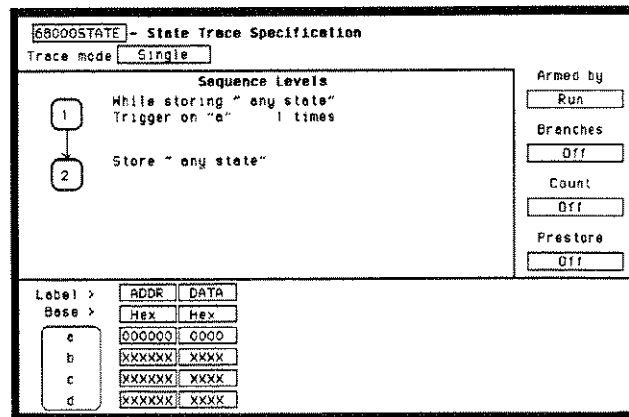 68000STATE - State Trace Specification
Trace mode Single
Sequence Levels
1
While storing " any state"
Trigger on "a" 1 times
2
Store " any state"
Armed by
Run
Branches
Off
Count
Off
Prestore
Off
Label > ADDR DATA
Base > Hex Hex
a 000000 0000
b XXXXXX XXXX
c XXXXXX XXXX
d XXXXXX XXXX